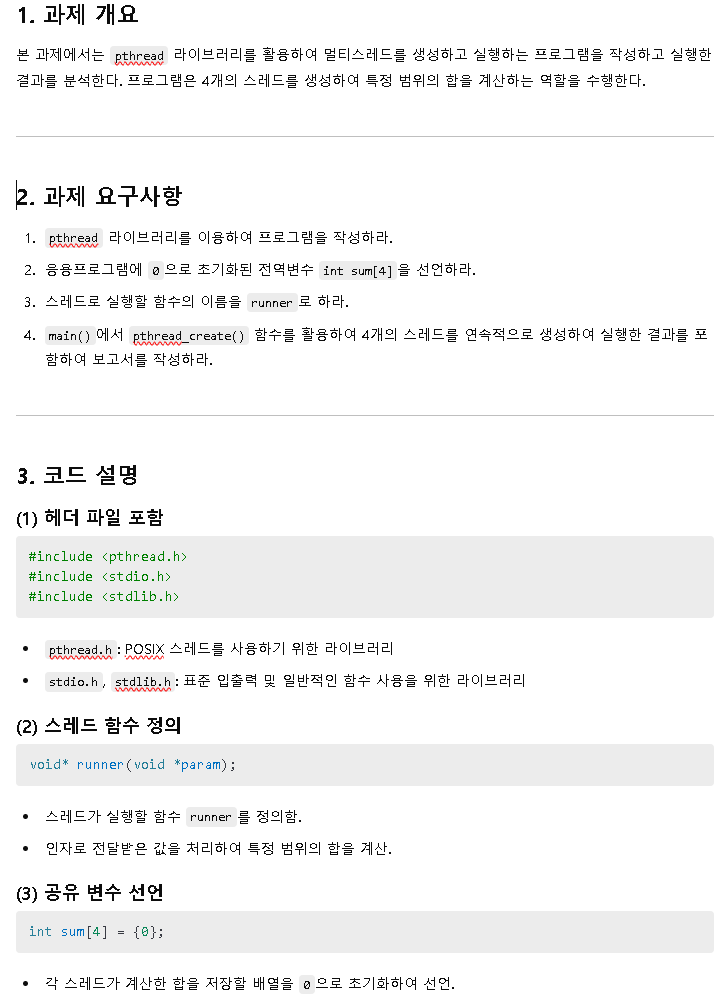 1. 과제 개요
본 과제에서는 pthread 라이브러리를 활용하여 멀티스레드를 생성하고 실행하는 프로그램을 작성하고 실행한
결과를 분석한다. 프로그램은 4개의 스레드를 생성하여 특정 범위의 합을 계산하는 역할을 수행한다.
2. 과제 요구사항
1. pthread 라이브러리를 이용하여 프로그램을 작성하라.
2. 응용프로그램에 0 으로 초기화된 전역변수 int sum[4] 을 선언하라.
3. 스레드로 실행할 함수의 이름을 runner 로 하라.
4. main() 에서 pthread_create() 함수를 활용하여 4개의 스레드를 연속적으로 생성하여 실행한 결과를 포
함하여 보고서를 작성하라.
3. 코드 설명
(1) 헤더 파일 포함
#include <pthread.h>
#include <stdio.h>
#include <stdlib.h>
• pthread.h : POSIX 스레드를 사용하기 위한 라이브러리
• stdio.h , stdlib.h : 표준 입출력 및 일반적인 함수 사용을 위한 라이브러리
(2) 스레드 함수 정의
void* runner(void *param);
• 스레드가 실행할 함수 runner 를 정의함.
• 인자로 전달받은 값을 처리하여 특정 범위의 합을 계산.
(3) 공유 변수 선언
int sum[4] = {0};
• 각 스레드가 계산한 합을 저장할 배열을 0 으로 초기화하여 선언.